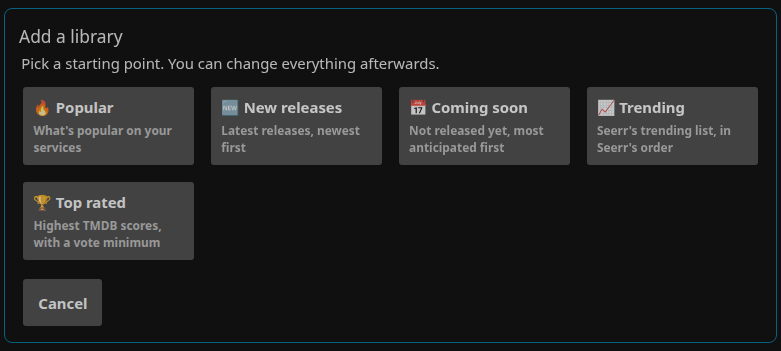 Add a library
Pick a starting point. You can change everything afterwards.
🔥 Popular
What's popular on your
services
🆕 New releases
Latest releases, newest
first
📅 Coming soon
Not released yet, most
anticipated first
📈 Trending
Seerr's trending list, in
Seerr's order
🏆 Top rated
Highest TMDB scores,
with a vote minimum
Cancel